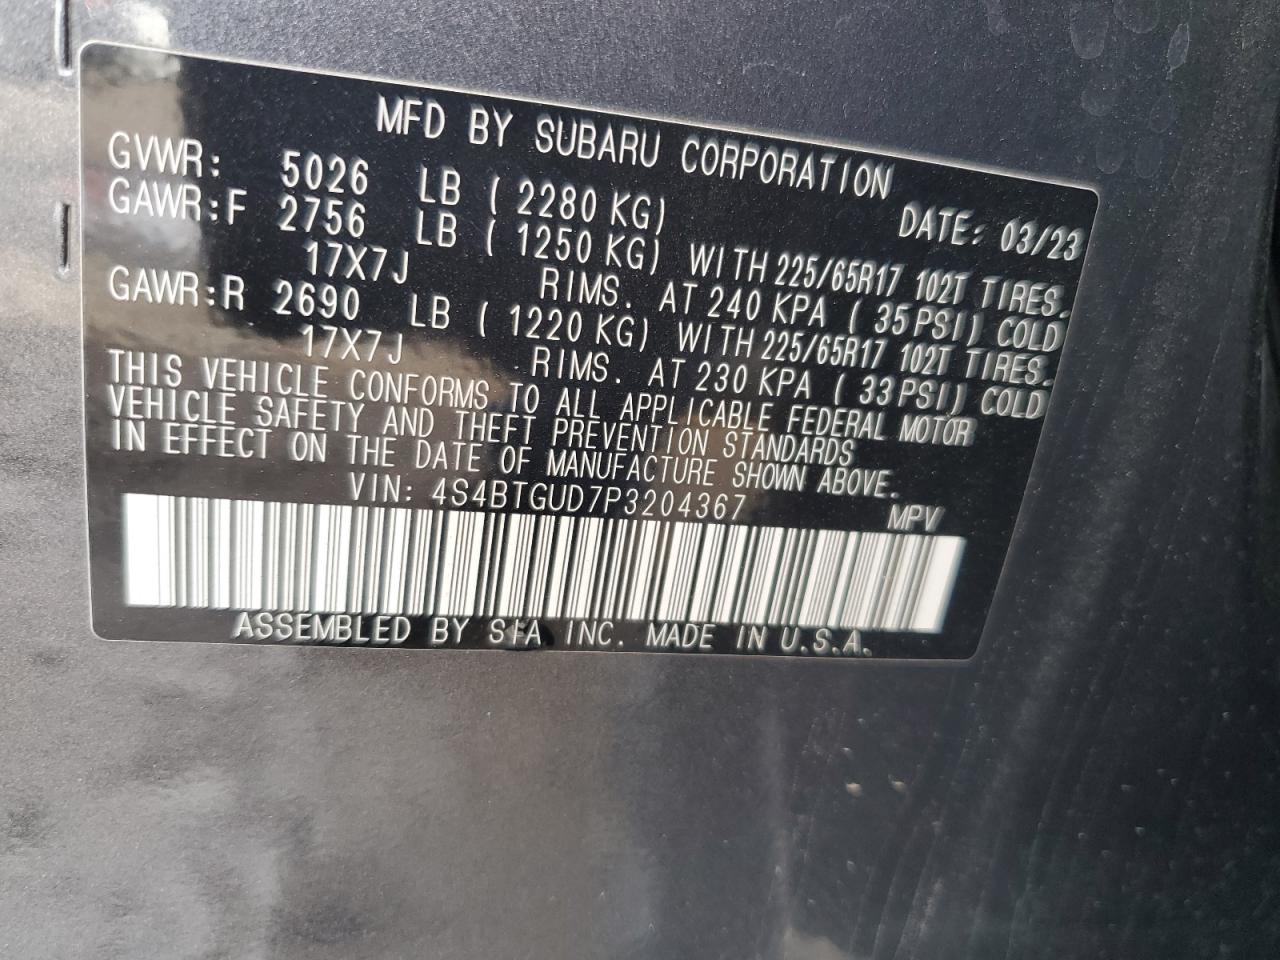 MFD BY SUBARU CORPORATION
DATE: 03/23
GVWR: 5026 LB ( 2280 KG)
GAWR:F 2756 LB ( 1250 KG) WITH 225/65R17 102T TIRES.
17X7J RIMS. AT 240 KPA ( 35 PSI) COLD
GAWR:R 2690 LB ( 1220 KG) WITH 225/65R17 102T TIRES.
17X7J RIMS. AT 230 KPA ( 33 PSI) COLD
THIS VEHICLE CONFORMS TO ALL APPLICABLE FEDERAL MOTOR
VEHICLE SAFETY AND THEFT PREVENTION STANDARDS
IN EFFECT ON THE DATE OF MANUFACTURE SHOWN ABOVE.
VIN: 4S4BTGUD7P3204367 MPV
ASSEMBLED BY SIA INC. MADE IN U.S.A.